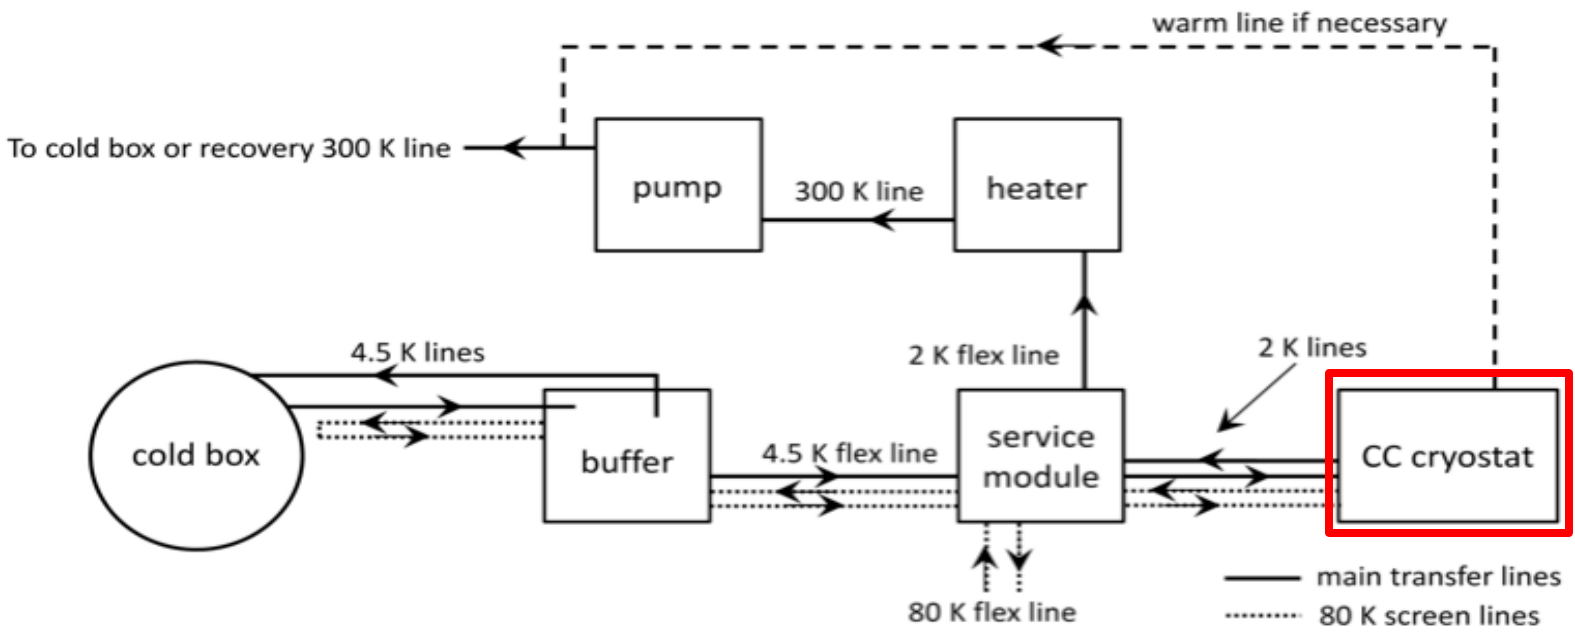 warm line if necessary
To cold box or recovery 300 K line
pump
300 K line
heater
4.5 K lines
2 K flex line
2 K lines
cold box
buffer
4.5 K flex line
service
module
CC cryostat
80 K flex line
main transfer lines
80 K screen lines